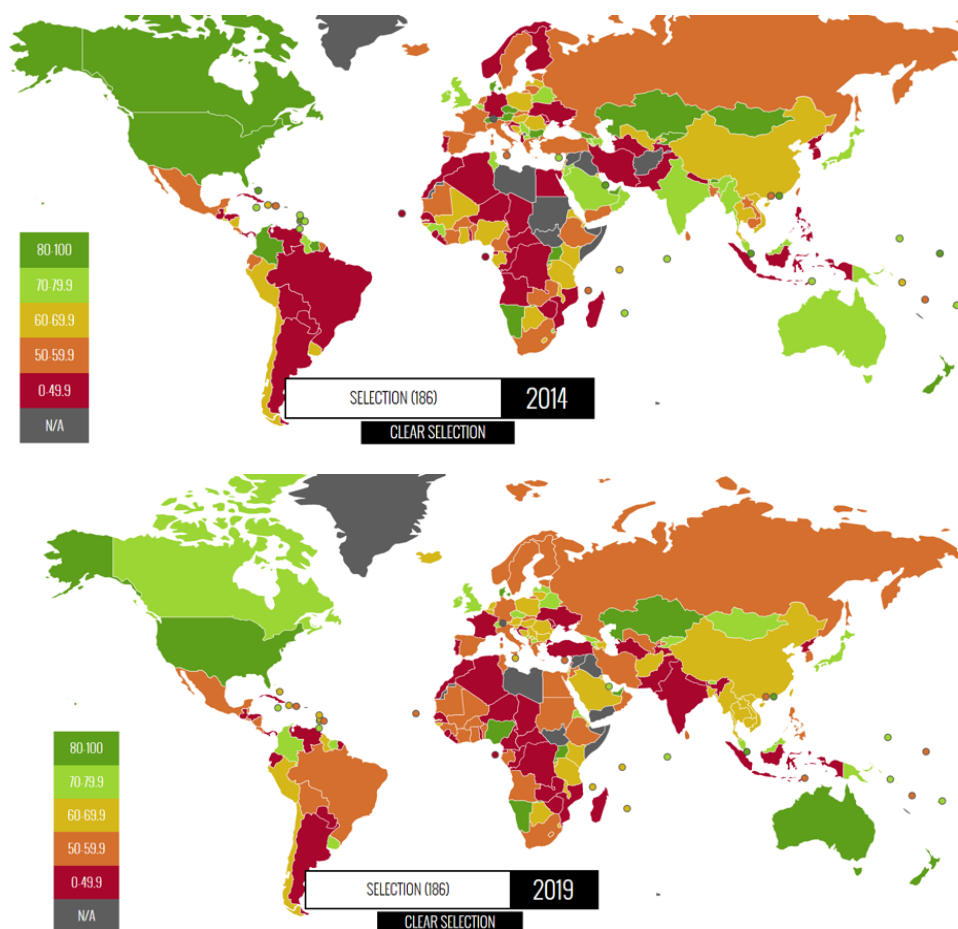 80-100
70-79.9
60-69.9
50-59.9
0-49.9
N/A
SELECTION (186)
2014
CLEAR SELECTION
80-100
70-79.9
60-69.9
50-59.9
0-49.9
N/A
SELECTION (186)
2019
CLEAR SELECTION